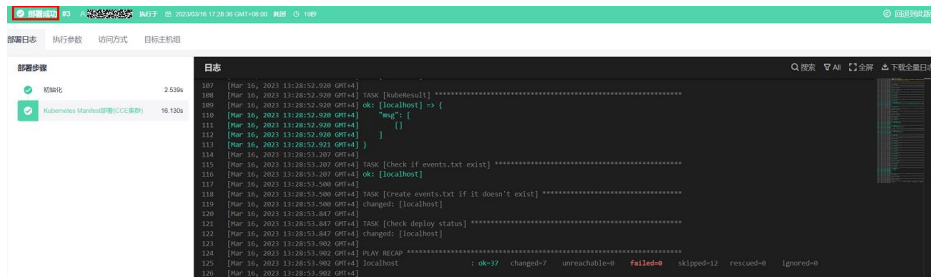 部署成功 #3 执行于 2023/03/16 17:28:36 GMT+08:00 耗时 19秒 回退到此版
部署日志 执行参数 访问方式 目标主机组
部署步骤
初始化 2.539s
Kubernetes Manifest部署(CCE集群) 16.130s
日志 搜索 All 全屏 下载全量日志
107 [Mar 16, 2023 13:28:52.920 GMT+4]
108 [Mar 16, 2023 13:28:52.920 GMT+4] TASK [kubeResult] ************************************************************
109 [Mar 16, 2023 13:28:52.920 GMT+4] ok: [localhost] => {
110 [Mar 16, 2023 13:28:52.920 GMT+4] "msg": [
111 [Mar 16, 2023 13:28:52.920 GMT+4] []
112 [Mar 16, 2023 13:28:52.920 GMT+4] ]
113 [Mar 16, 2023 13:28:52.921 GMT+4] }
114 [Mar 16, 2023 13:28:53.207 GMT+4]
115 [Mar 16, 2023 13:28:53.207 GMT+4] TASK [Check if events.txt exist] **********************************************
116 [Mar 16, 2023 13:28:53.207 GMT+4] ok: [localhost]
117 [Mar 16, 2023 13:28:53.500 GMT+4]
118 [Mar 16, 2023 13:28:53.500 GMT+4] TASK [Create events.txt if it doesn't exist] **********************************
119 [Mar 16, 2023 13:28:53.500 GMT+4] changed: [localhost]
120 [Mar 16, 2023 13:28:53.847 GMT+4]
121 [Mar 16, 2023 13:28:53.847 GMT+4] TASK [Check deploy status] ****************************************************
122 [Mar 16, 2023 13:28:53.847 GMT+4] changed: [localhost]
123 [Mar 16, 2023 13:28:53.902 GMT+4]
124 [Mar 16, 2023 13:28:53.902 GMT+4] PLAY RECAP *******************************************************************
125 [Mar 16, 2023 13:28:53.902 GMT+4] localhost : ok=37 changed=7 unreachable=0 failed=0 skipped=12 rescued=0 ignored=0
126 [Mar 16, 2023 13:28:53.902 GMT+4]